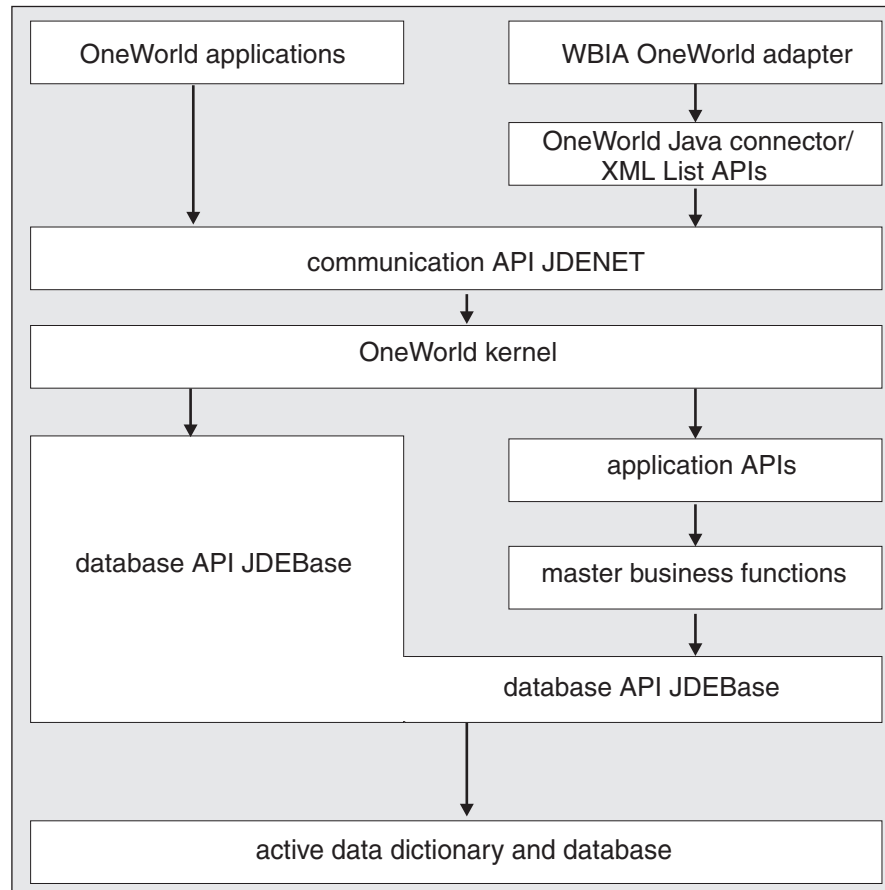 OneWorld applications
WBIA OneWorld adapter
OneWorld Java connector/
XML List APIs
communication API JDENET
OneWorld kernel
application APIs
database API JDEBase
master business functions
database API JDEBase
active data dictionary and database